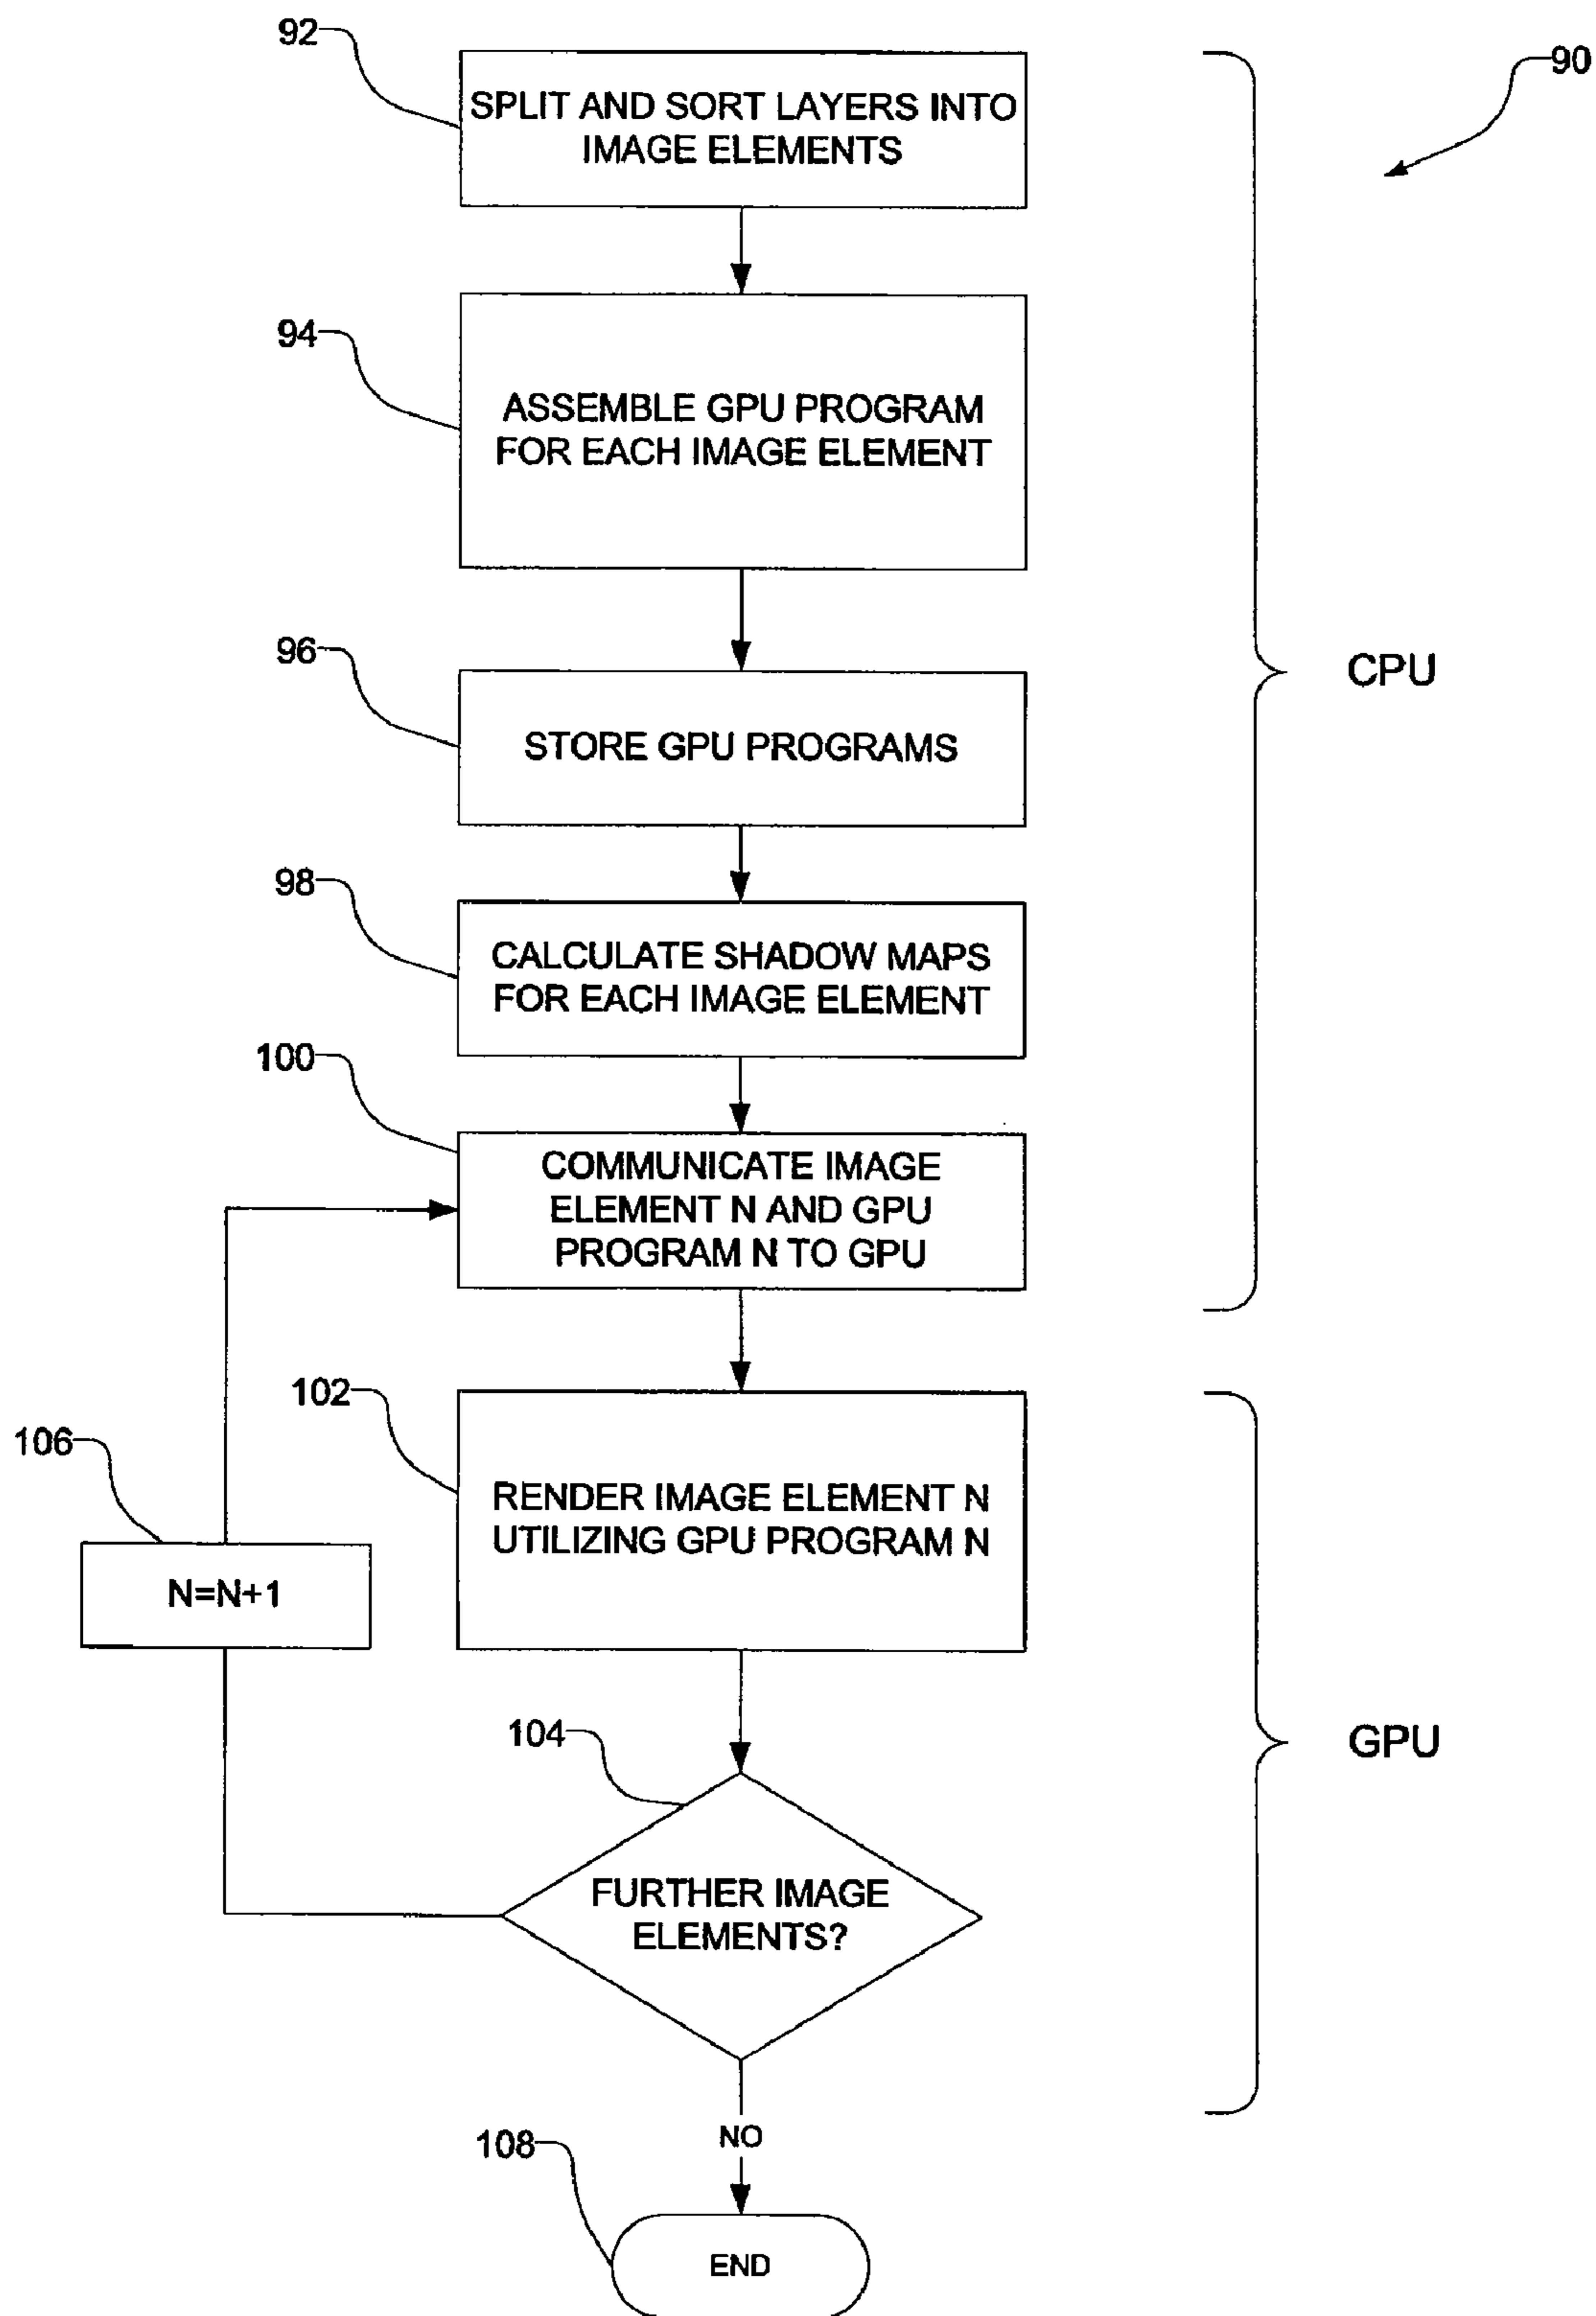 92
90
SPLIT AND SORT LAYERS INTO
IMAGE ELEMENTS
94
ASSEMBLE GPU PROGRAM
FOR EACH IMAGE ELEMENT
96
CPU
STORE GPU PROGRAMS
98
CALCULATE SHADOW MAPS
FOR EACH IMAGE ELEMENT
100
COMMUNICATE IMAGE
ELEMENT N AND GPU
PROGRAM N TO GPU
102
106
RENDER IMAGE ELEMENT N
UTILIZING GPU PROGRAM N
N=N+1
104
GPU
FURTHER IMAGE
ELEMENTS?
NO
108
END